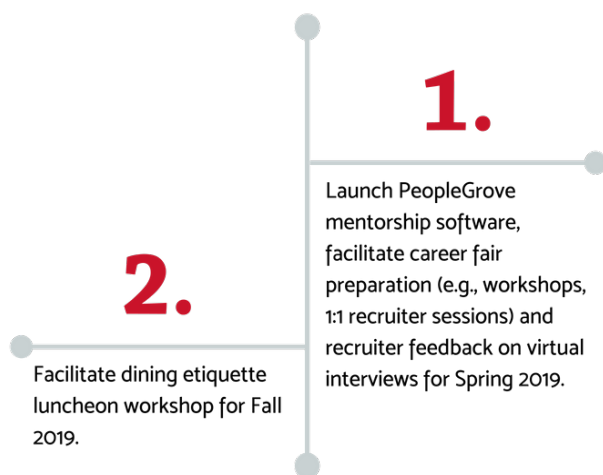 1.
Launch PeopleGrove
mentorship software,
facilitate career fair
preparation (e.g., workshops,
1:1 recruiter sessions) and
recruiter feedback on virtual
interviews for Spring 2019.
2.
Facilitate dining etiquette
luncheon workshop for Fall
2019.